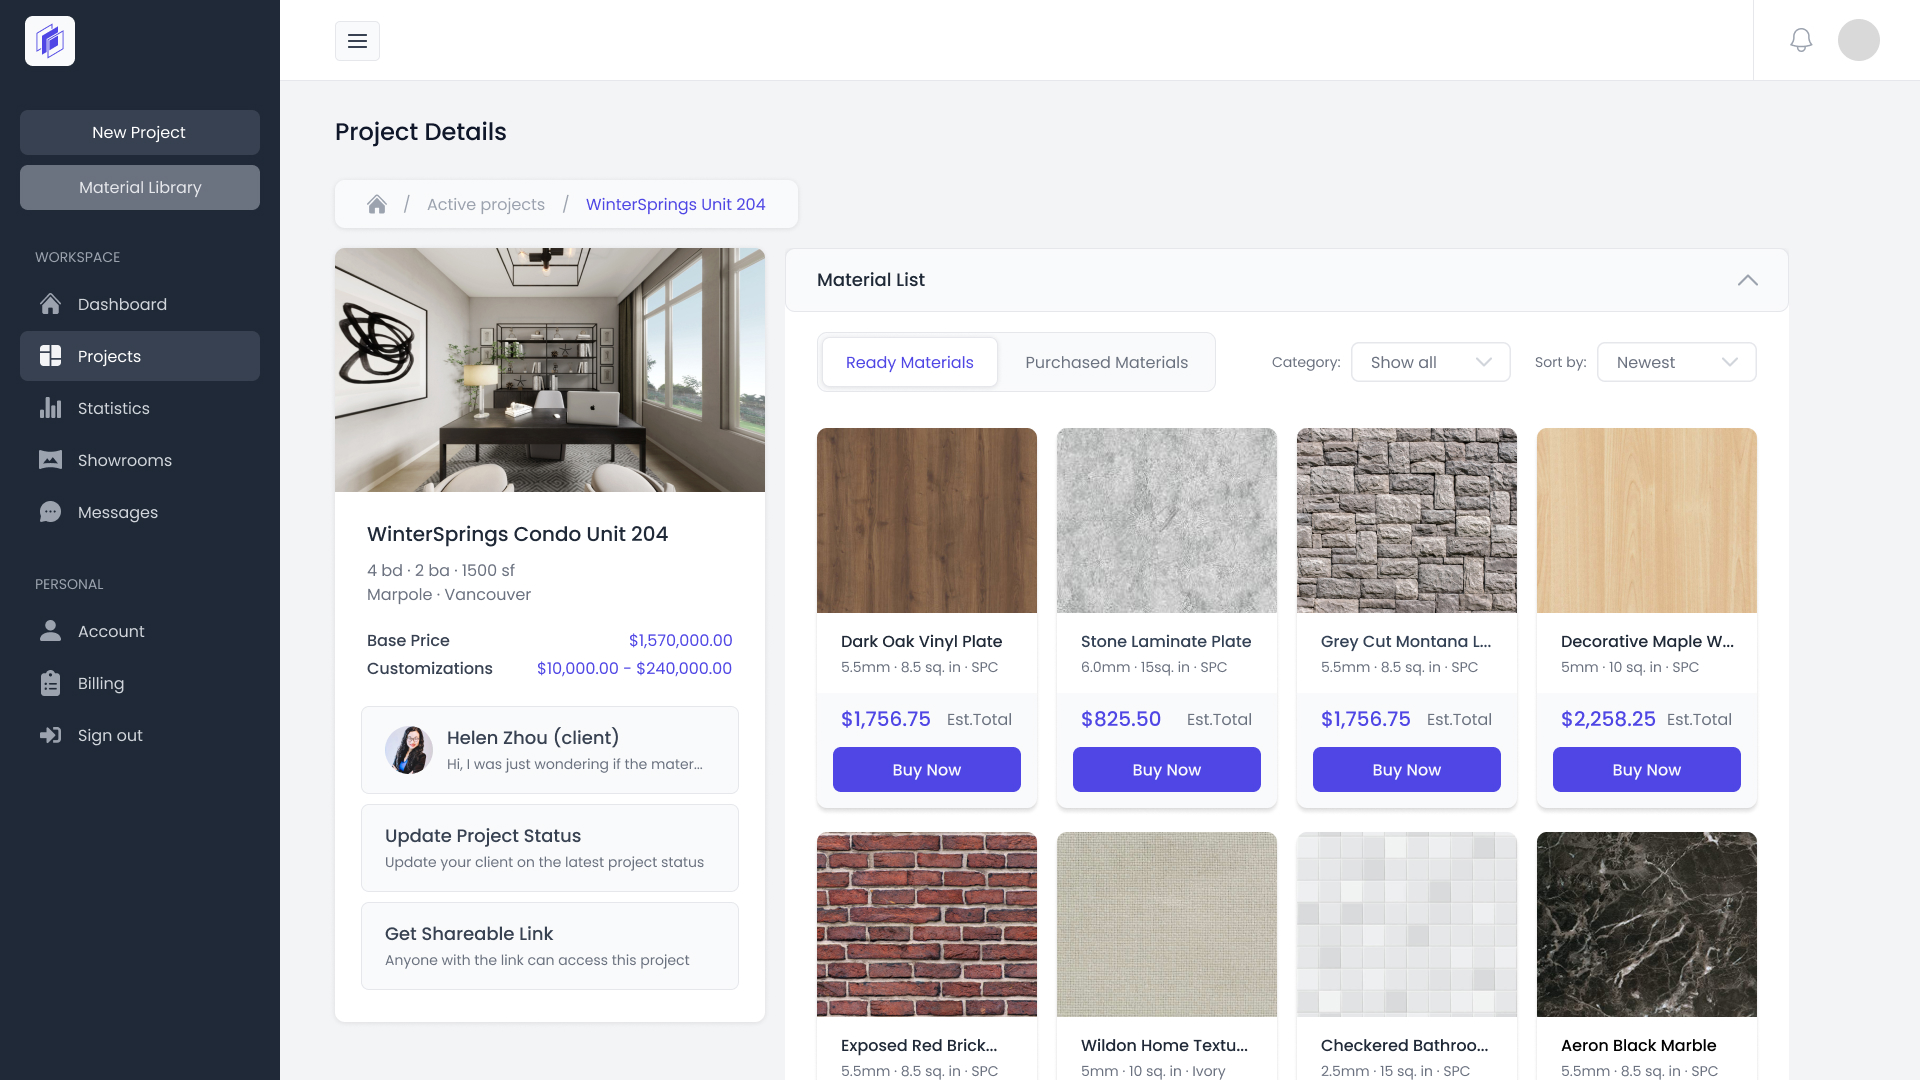 New Project
Material Library
WORKSPACE
Dashboard
Projects
Statistics
Showrooms
Messages
PERSONAL
Account
Billing
Sign out
Project Details
/ Active projects / WinterSprings Unit 204
WinterSprings Condo Unit 204
4 bd · 2 ba · 1500 sf
Marpole · Vancouver
Base Price $1,570,000.00
Customizations $10,000.00 - $240,000.00
Helen Zhou (client)
Hi, I was just wondering if the mater...
Update Project Status
Update your client on the latest project status
Get Shareable Link
Anyone with the link can access this project
Material List
Ready Materials Purchased Materials Category: Show all Sort by: Newest
Dark Oak Vinyl Plate
5.5mm · 8.5 sq. in · SPC
$1,756.75 Est.Total
Buy Now
Stone Laminate Plate
6.0mm · 15sq. in · SPC
$825.50 Est.Total
Buy Now
Grey Cut Montana L...
5.5mm · 8.5 sq. in · SPC
$1,756.75 Est.Total
Buy Now
Decorative Maple W...
5mm · 10 sq. in · SPC
$2,258.25 Est.Total
Buy Now
Exposed Red Brick...
5.5mm · 8.5 sq. in · SPC
Wildon Home Textu...
5mm · 10 sq. in · Ivory
Checkered Bathroo...
2.5mm · 15 sq. in · SPC
Aeron Black Marble
5.5mm · 8.5 sq. in · SPC